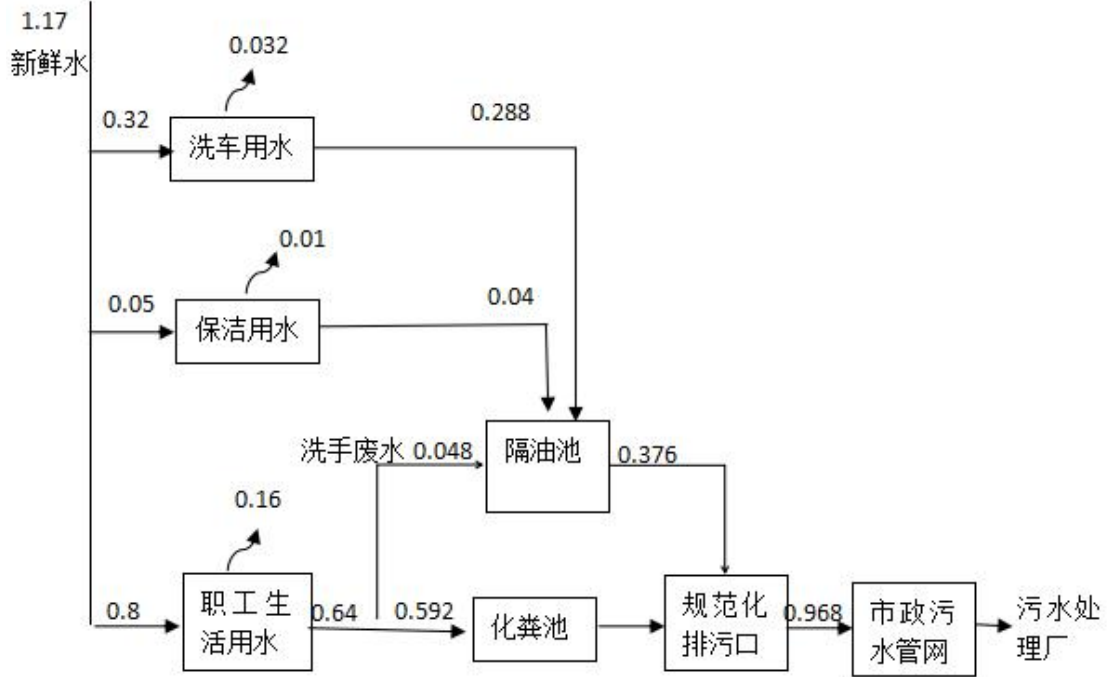 1.17
新鲜水
0.032
0.32
洗车用水
0.288
0.01
0.05
保洁用水
0.04
洗手废水 0.048
隔油池
0.376
0.16
0.8
职工生
活用水
0.64
0.592
化粪池
规范化
排污口
0.968
市政污
水管网
污水处
理厂